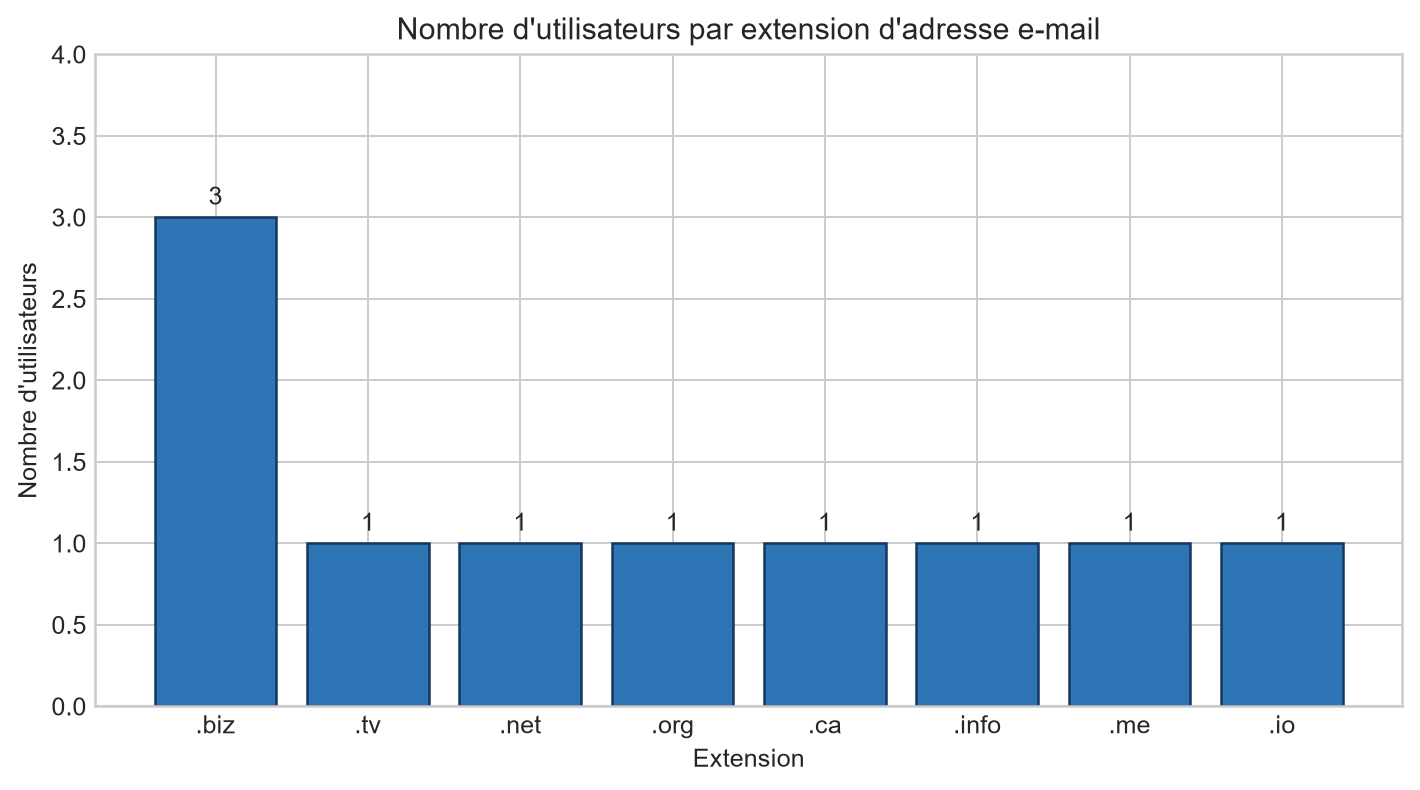 Nombre d'utilisateurs par extension d'adresse e-mail
4.0
3.5
3.0
2.5
2.0
1.5
1.0
0.5
0.0
Nombre d'utilisateurs
3
1
1
1
1
1
1
1
.biz
.tv
.net
.org
.ca
.info
.me
.io
Extension